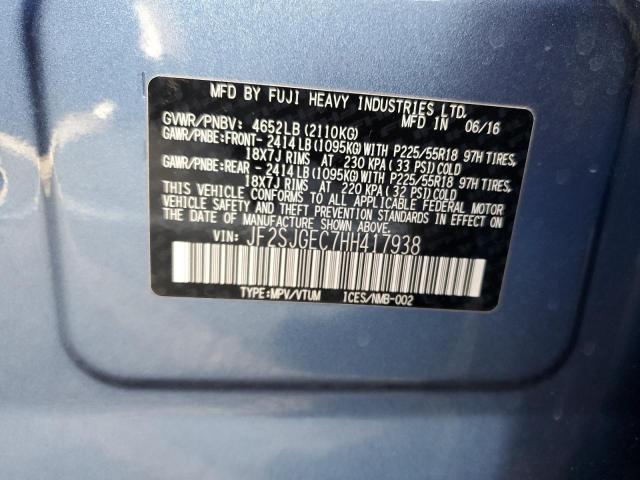 MFD BY FUJI HEAVY INDUSTRIES LTD.
MFD IN 06/16
GVWR/PNBV: 4652LB (2110KG)
GAWR/PNBE:FRONT- 2414LB(1095KG)WITH P225/55R18 97H TIRES,
18X7J RIMS AT 230 KPA(33 PSI)COLD
GAWR/PNBE:REAR - 2414LB(1095KG)WITH P225/55R18 97H TIRES,
18X7J RIMS AT 220 KPA(32 PSI)COLD
THIS VEHICLE CONFORMS TO ALL APPLICABLE FEDERAL MOTOR
VEHICLE SAFETY AND THEFT PREVENTION STANDARDS IN EFFECT ON
THE DATE OF MANUFACTURE SHOWN ABOVE.
VIN: JF2SJGEC7HH417938
TYPE:MPV/VTUM ICES/NMB-002